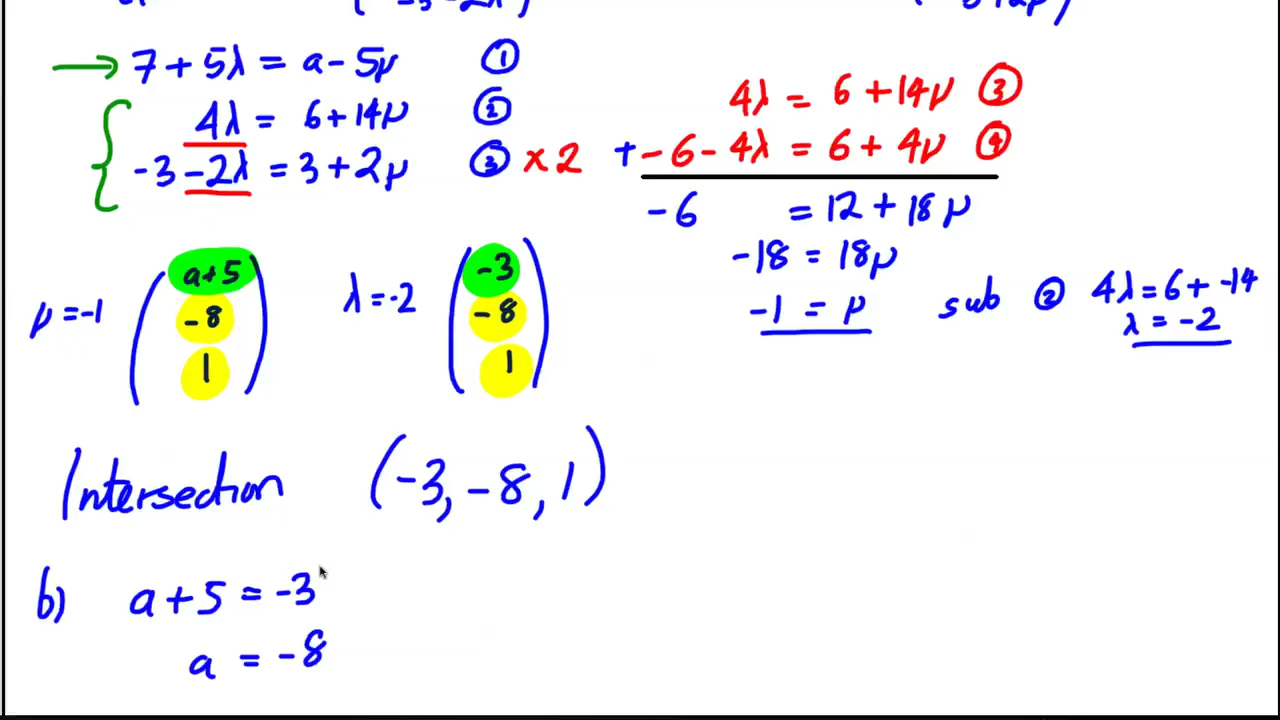 7 + 5λ = a - 5μ ①
4λ = 6 + 14μ ②
-3 - 2λ = 3 + 2μ ③ × 2
4λ = 6 + 14μ ③
+ -6 - 4λ = 6 + 4μ ④
-6 = 12 + 18μ
-18 = 18μ
-1 = μ
sub ② 4λ = 6 + -14
λ = -2
μ = -1
a+5
-8
1
λ = -2
-3
-8
1
Intersection (-3, -8, 1)
b) a + 5 = -3
a = -8